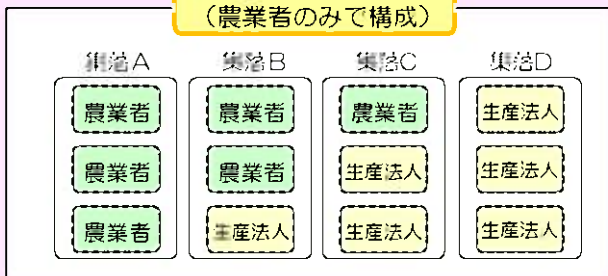 （農業者のみで構成）
集落A 集落B 集落C 集落D
農業者 農業者 農業者 生産法人
農業者 農業者 生産法人 生産法人
農業者 生産法人 生産法人 生産法人